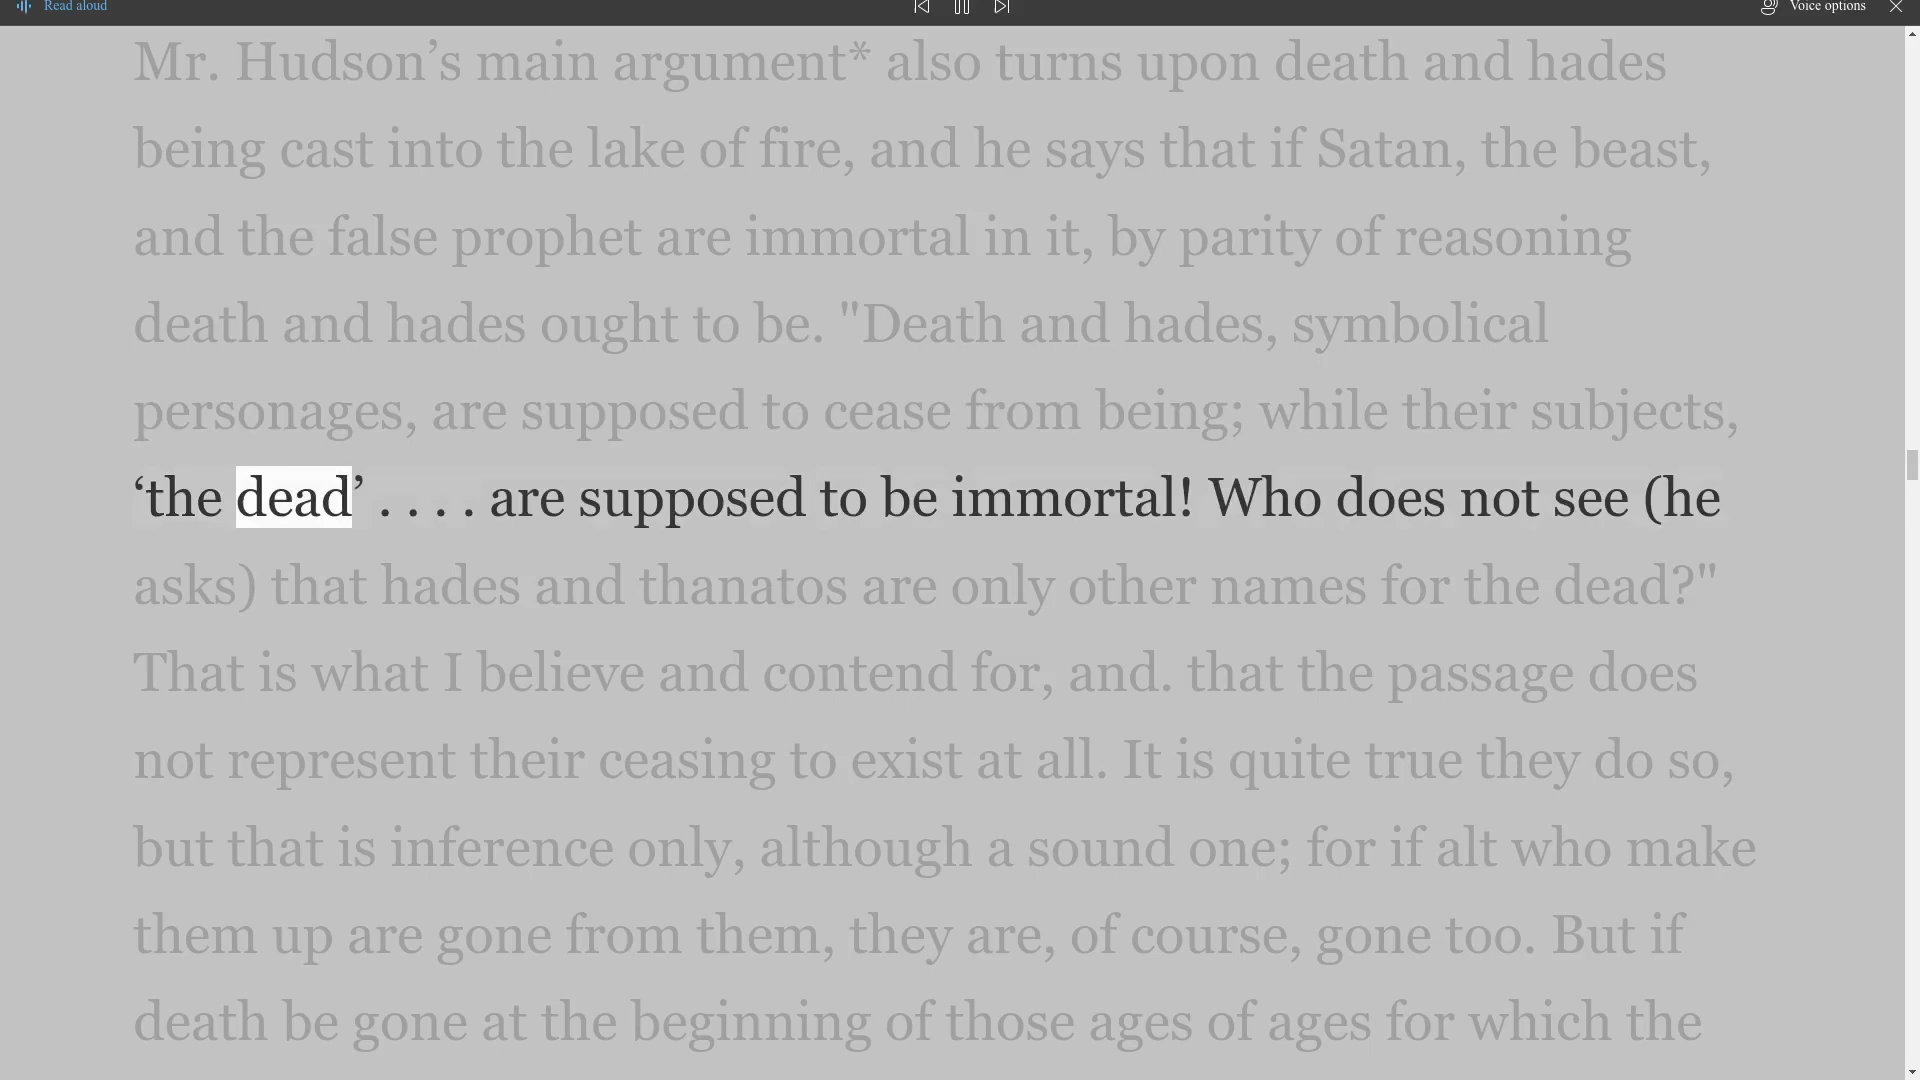 Read aloud
Voice options
Mr. Hudson’s main argument* also turns upon death and hades
being cast into the lake of fire, and he says that if Satan, the beast,
and the false prophet are immortal in it, by parity of reasoning
death and hades ought to be. "Death and hades, symbolical
personages, are supposed to cease from being; while their subjects,
‘the dead’ . . . . are supposed to be immortal! Who does not see (he
asks) that hades and thanatos are only other names for the dead?"
That is what I believe and contend for, and. that the passage does
not represent their ceasing to exist at all. It is quite true they do so,
but that is inference only, although a sound one; for if alt who make
them up are gone from them, they are, of course, gone too. But if
death be gone at the beginning of those ages of ages for which the